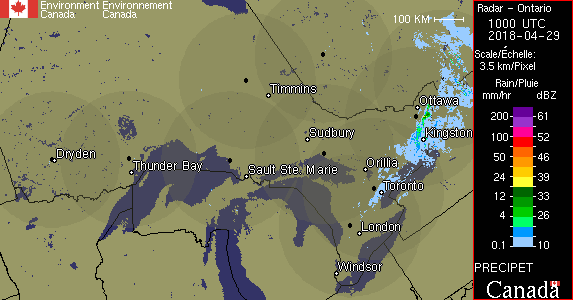 Environment Environnement
Canada Canada
100 KM
Timmins
Ottawa
Sudbury
Kingston
Dryden
Thunder Bay
Sault Ste. Marie
Orillia
Toronto
London
Windsor
Radar - Ontario
1000 UTC
2018-04-29
Scale/Échelle:
3.5 km/Pixel
Rain/Pluie
mm/hr dBZ
200 61
100 52
50 46
24 39
12 33
4 26
0.1 10
PRECIPET
Canada